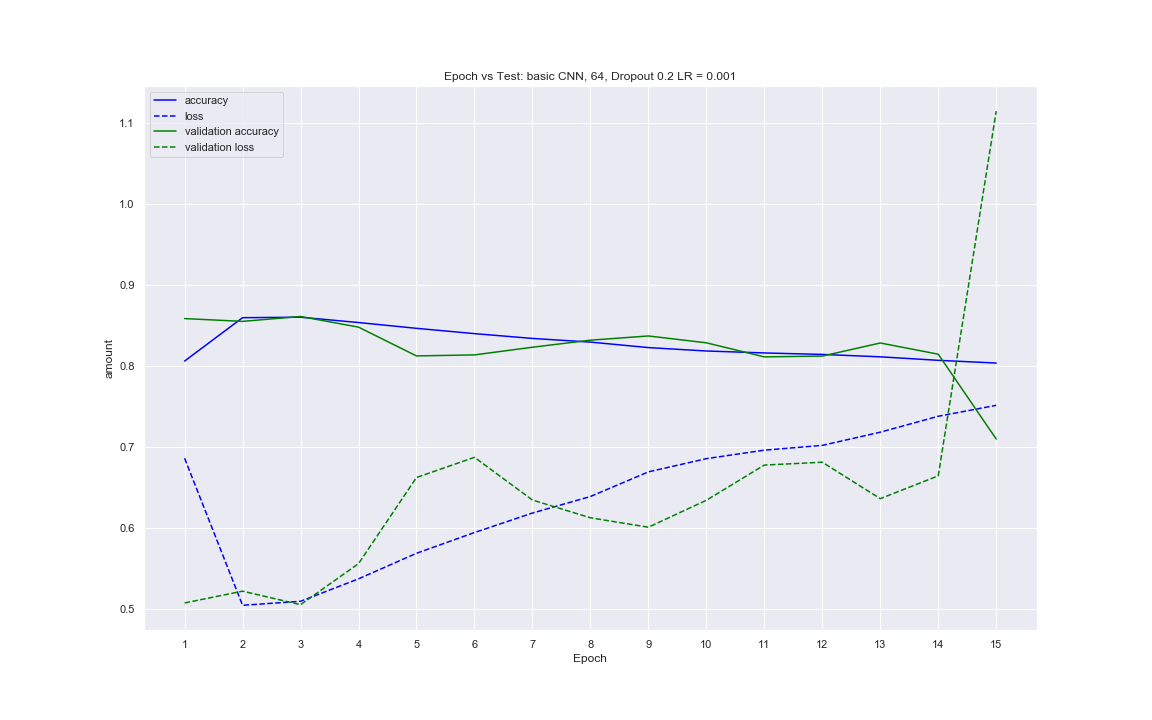 Epoch vs Test: basic CNN, 64, Dropout 0.2 LR = 0.001
accuracy
loss
validation accuracy
validation loss
1.1
1.0
0.9
0.8
0.7
0.6
0.5
amount
1 2 3 4 5 6 7 8 9 10 11 12 13 14 15
Epoch